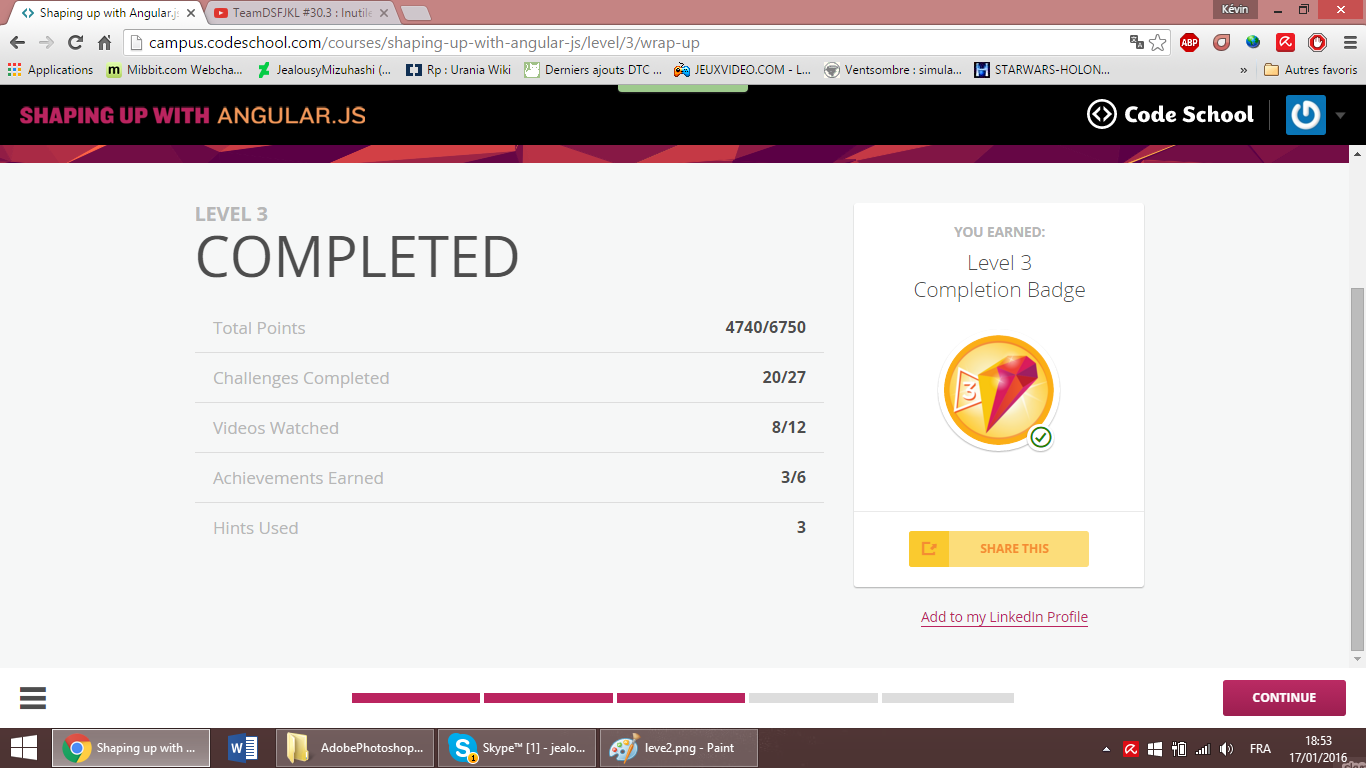 Shaping up with Angular.js
TeamDSFJKL #30.3 : Inutile
Kévin
campus.codeschool.com/courses/shaping-up-with-angular-js/level/3/wrap-up
ABP
Applications
m Mibbit.com Webcha...
JealousyMizuhashi (...
Rp : Urania Wiki
Derniers ajouts DTC ...
JEUXVIDEO.COM - L...
Ventsombre : simula...
STARWARS-HOLON...
»
Autres favoris
SHAPING UP WITH ANGULAR.JS
Code School
LEVEL 3
COMPLETED
Total Points 4740/6750
Challenges Completed 20/27
Videos Watched 8/12
Achievements Earned 3/6
Hints Used 3
YOU EARNED:
Level 3
Completion Badge
3
SHARE THIS
Add to my LinkedIn Profile
CONTINUE
Shaping up with ...
AdobePhotoshop...
Skype™ [1] - jealo...
1
leve2.png - Paint
FRA
18:53
17/01/2016